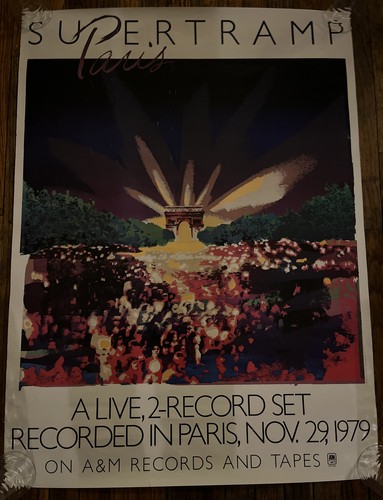 SUPERTRAMP
Paris
A LIVE, 2-RECORD SET
RECORDED IN PARIS, NOV. 29, 1979
ON A&M RECORDS AND TAPES